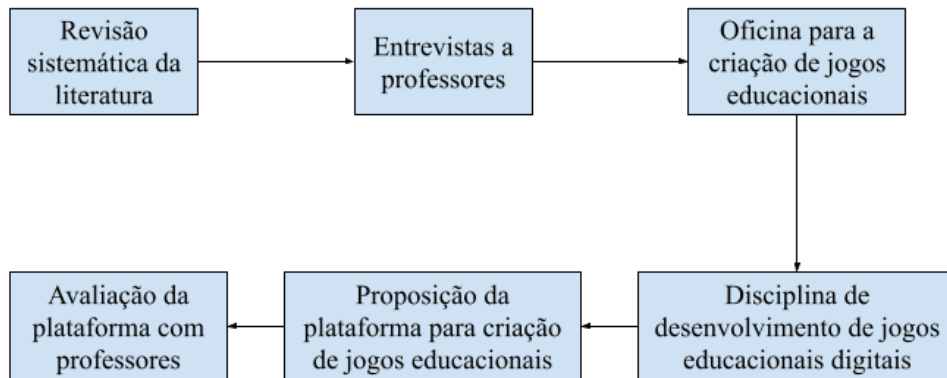 Revisão
sistemática da
literatura
Entrevistas a
professores
Oficina para a
criação de jogos
educacionais
Disciplina de
desenvolvimento de jogos
educacionais digitais
Proposição da
plataforma para criação
de jogos educacionais
Avaliação da
plataforma com
professores